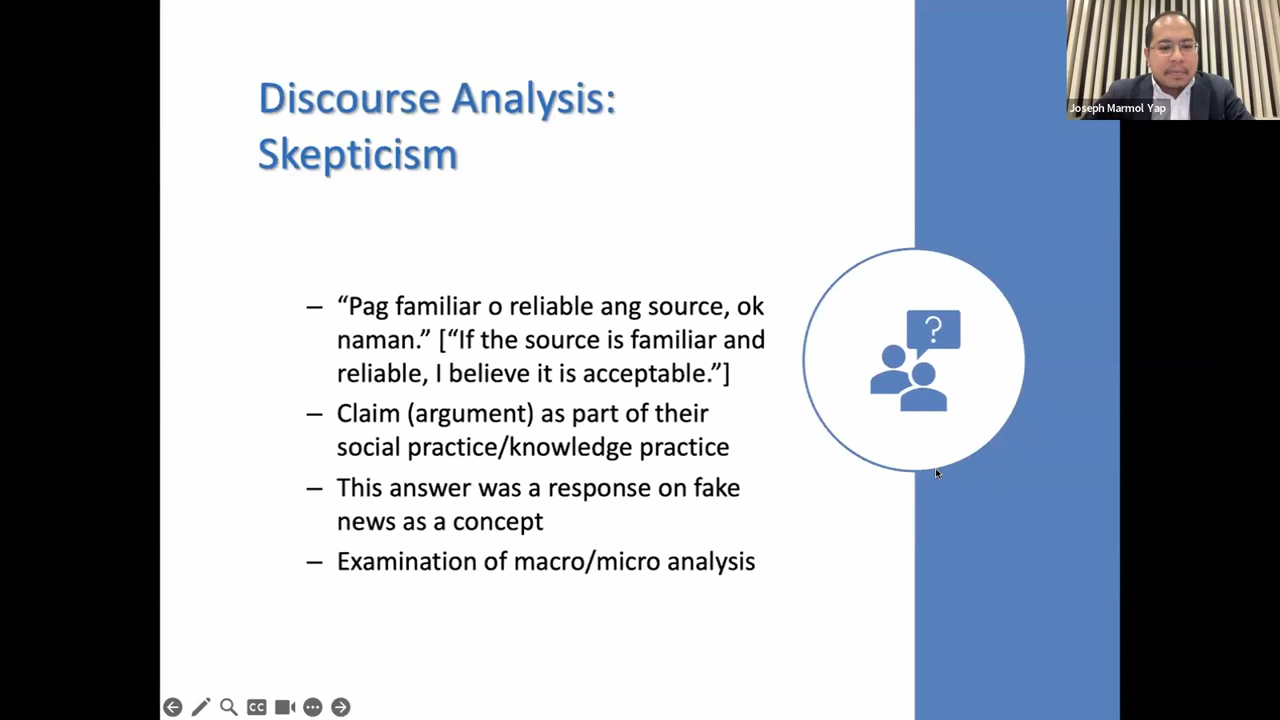 Discourse Analysis:
Skepticism
– “Pag familiar o reliable ang source, ok
naman.” [“If the source is familiar and
reliable, I believe it is acceptable.”]
– Claim (argument) as part of their
social practice/knowledge practice
– This answer was a response on fake
news as a concept
– Examination of macro/micro analysis
?
Joseph Marmol Yap
CC